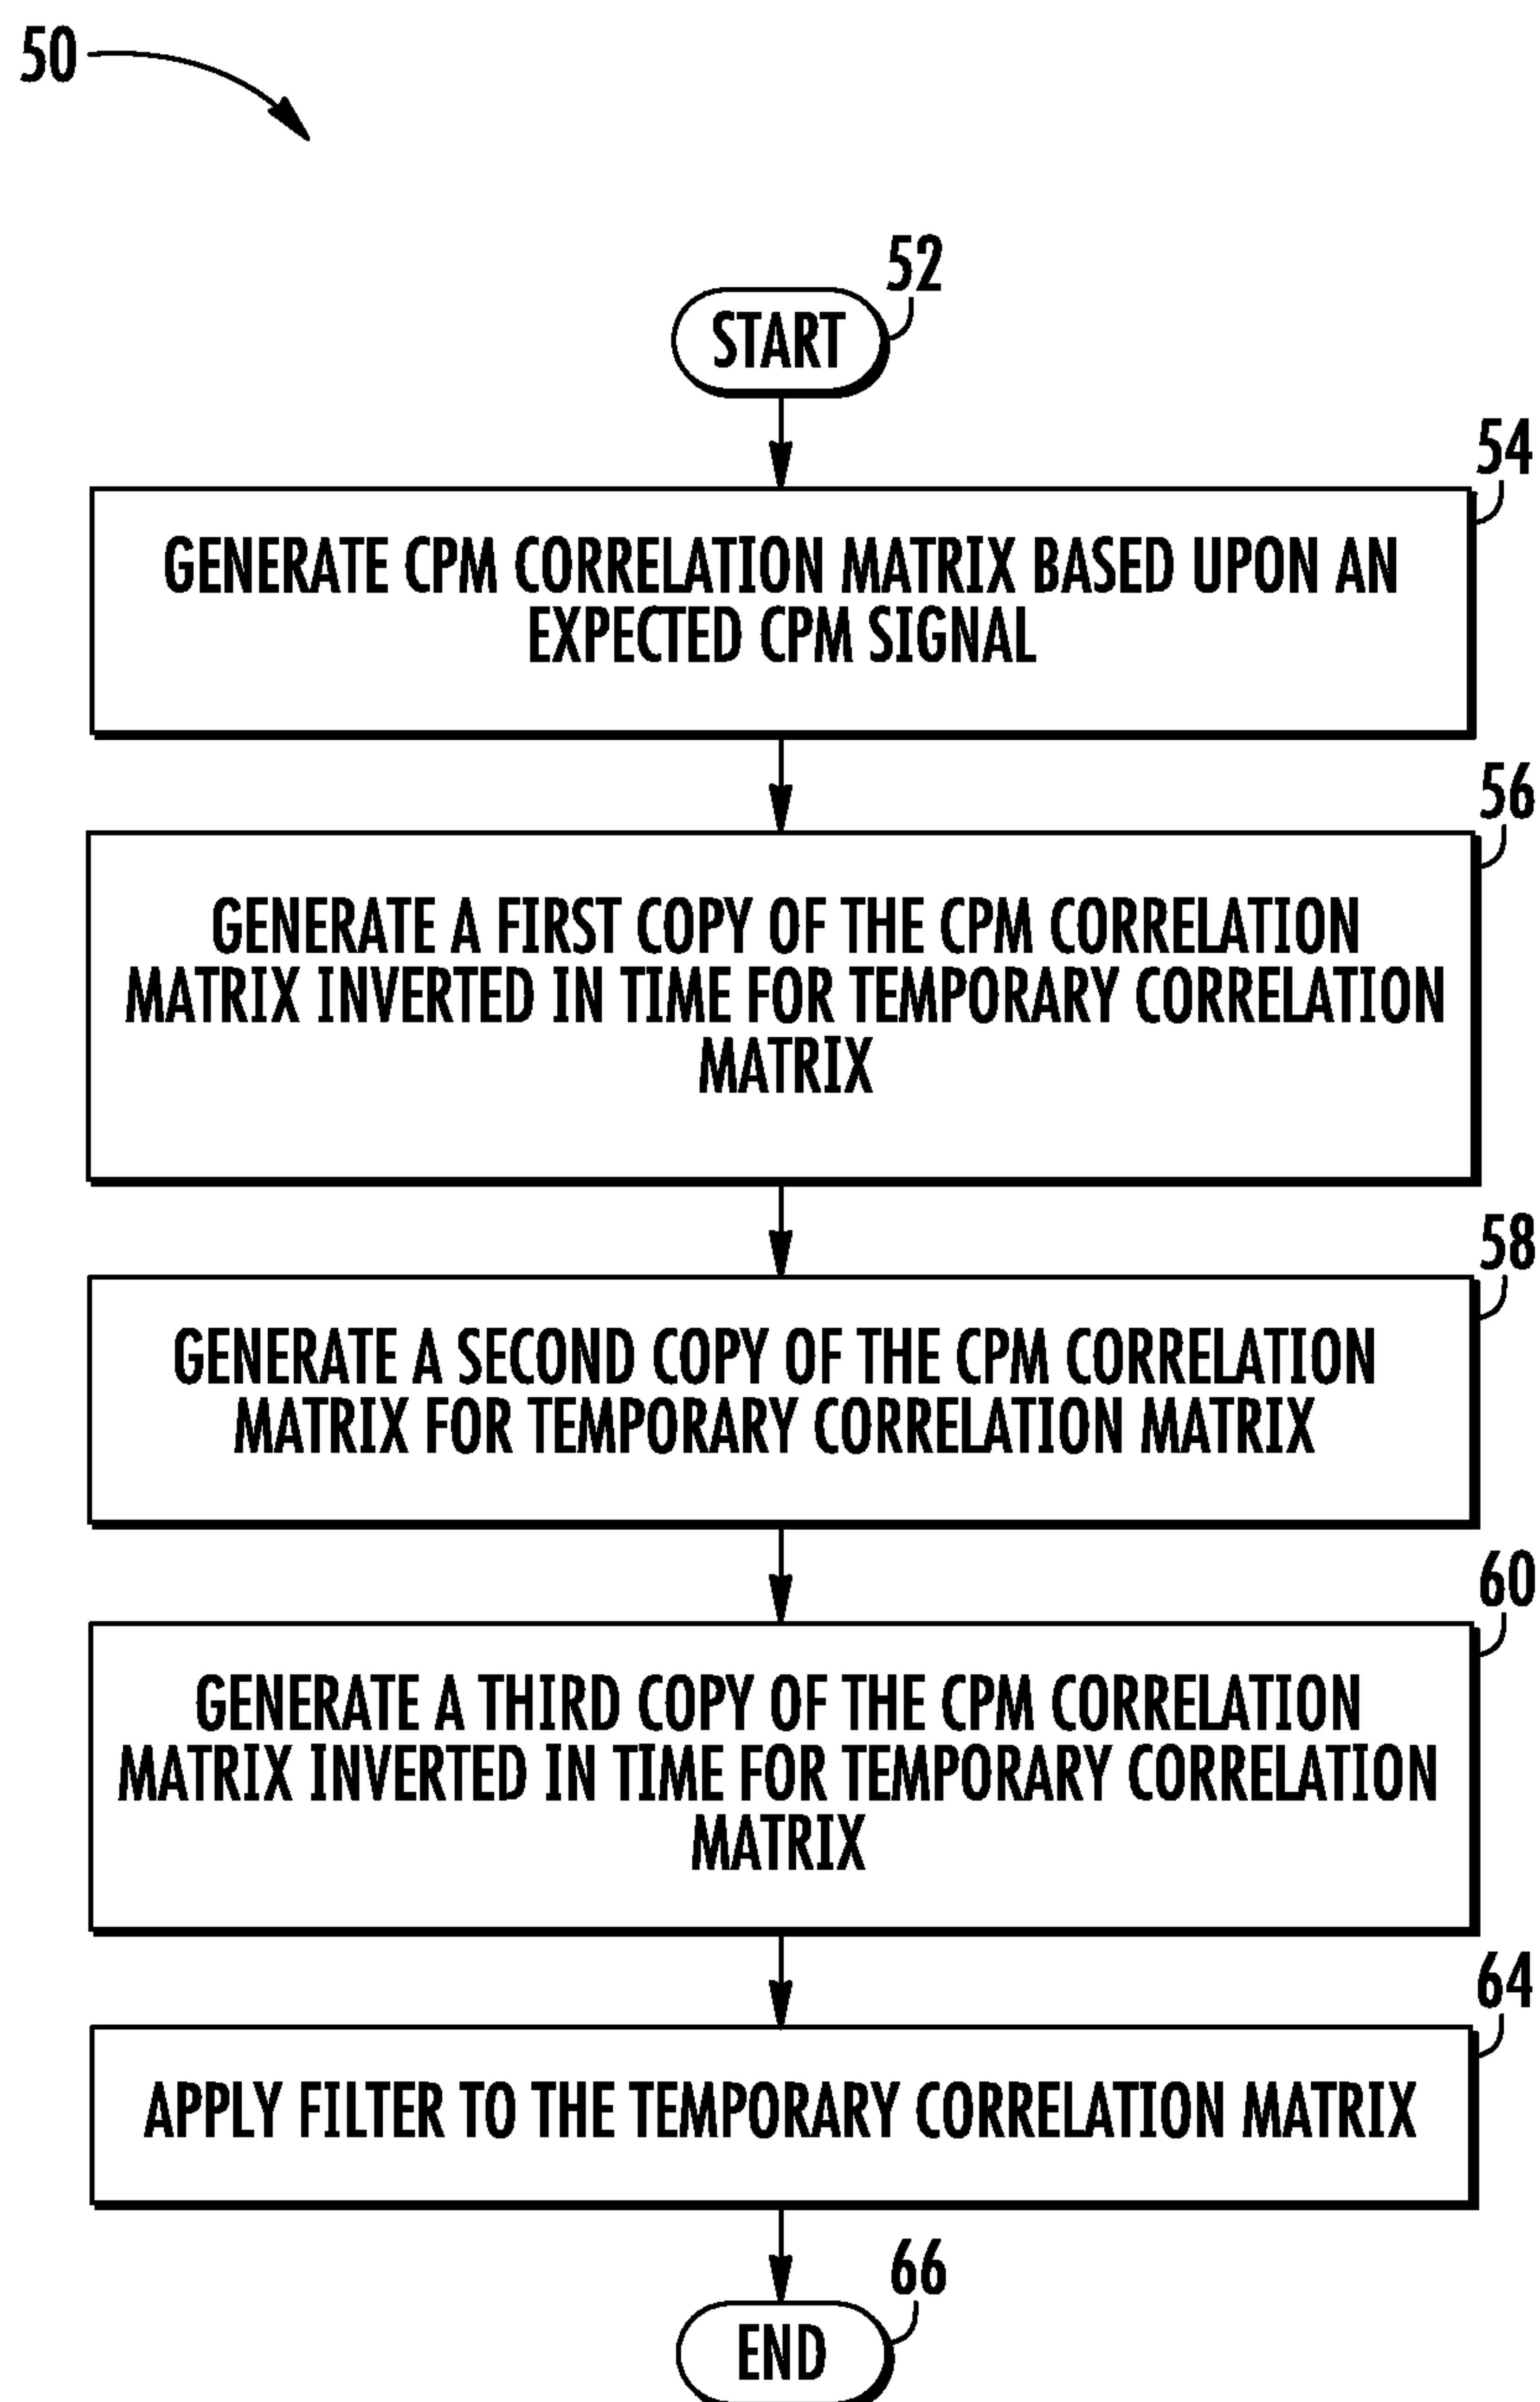 50
52
START
54
GENERATE CPM CORRELATION MATRIX BASED UPON AN
EXPECTED CPM SIGNAL
56
GENERATE A FIRST COPY OF THE CPM CORRELATION
MATRIX INVERTED IN TIME FOR TEMPORARY CORRELATION
MATRIX
58
GENERATE A SECOND COPY OF THE CPM CORRELATION
MATRIX FOR TEMPORARY CORRELATION MATRIX
60
GENERATE A THIRD COPY OF THE CPM CORRELATION
MATRIX INVERTED IN TIME FOR TEMPORARY CORRELATION
MATRIX
64
APPLY FILTER TO THE TEMPORARY CORRELATION MATRIX
66
END